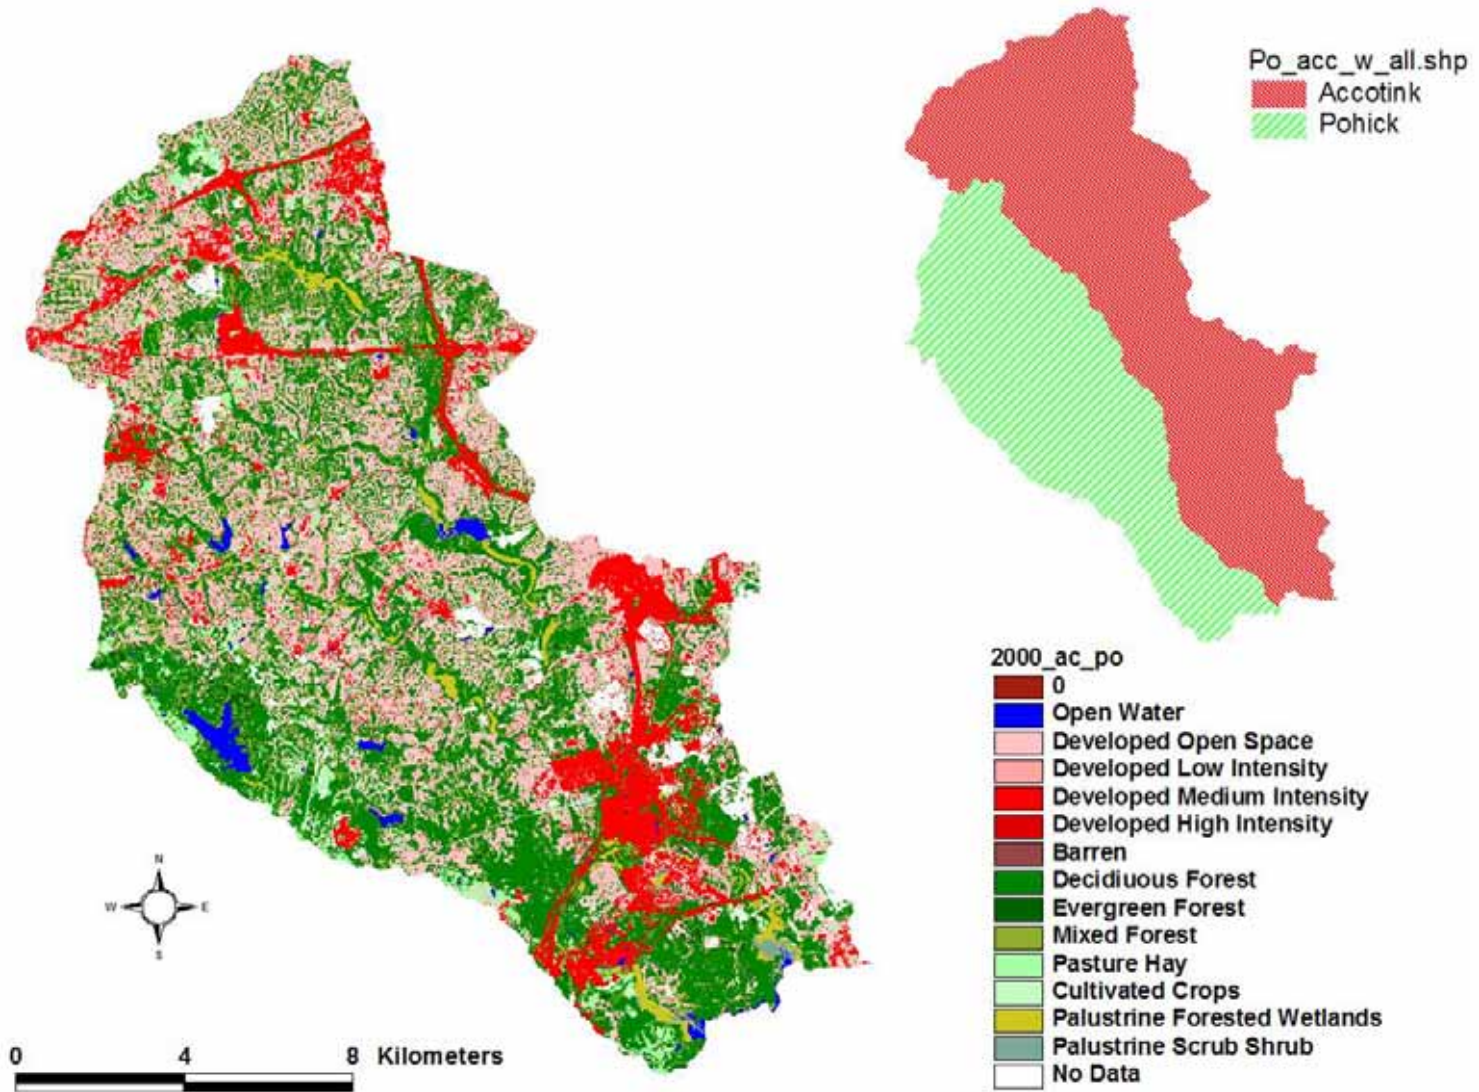 Po_acc_w_all.shp
Accotink
Pohick
2000_ac_po
0
Open Water
Developed Open Space
Developed Low Intensity
Developed Medium Intensity
Developed High Intensity
Barren
Decidiuous Forest
Evergreen Forest
Mixed Forest
Pasture Hay
Cultivated Crops
Palustrine Forested Wetlands
Palustrine Scrub Shrub
No Data
N
W E
S
0 4 8 Kilometers